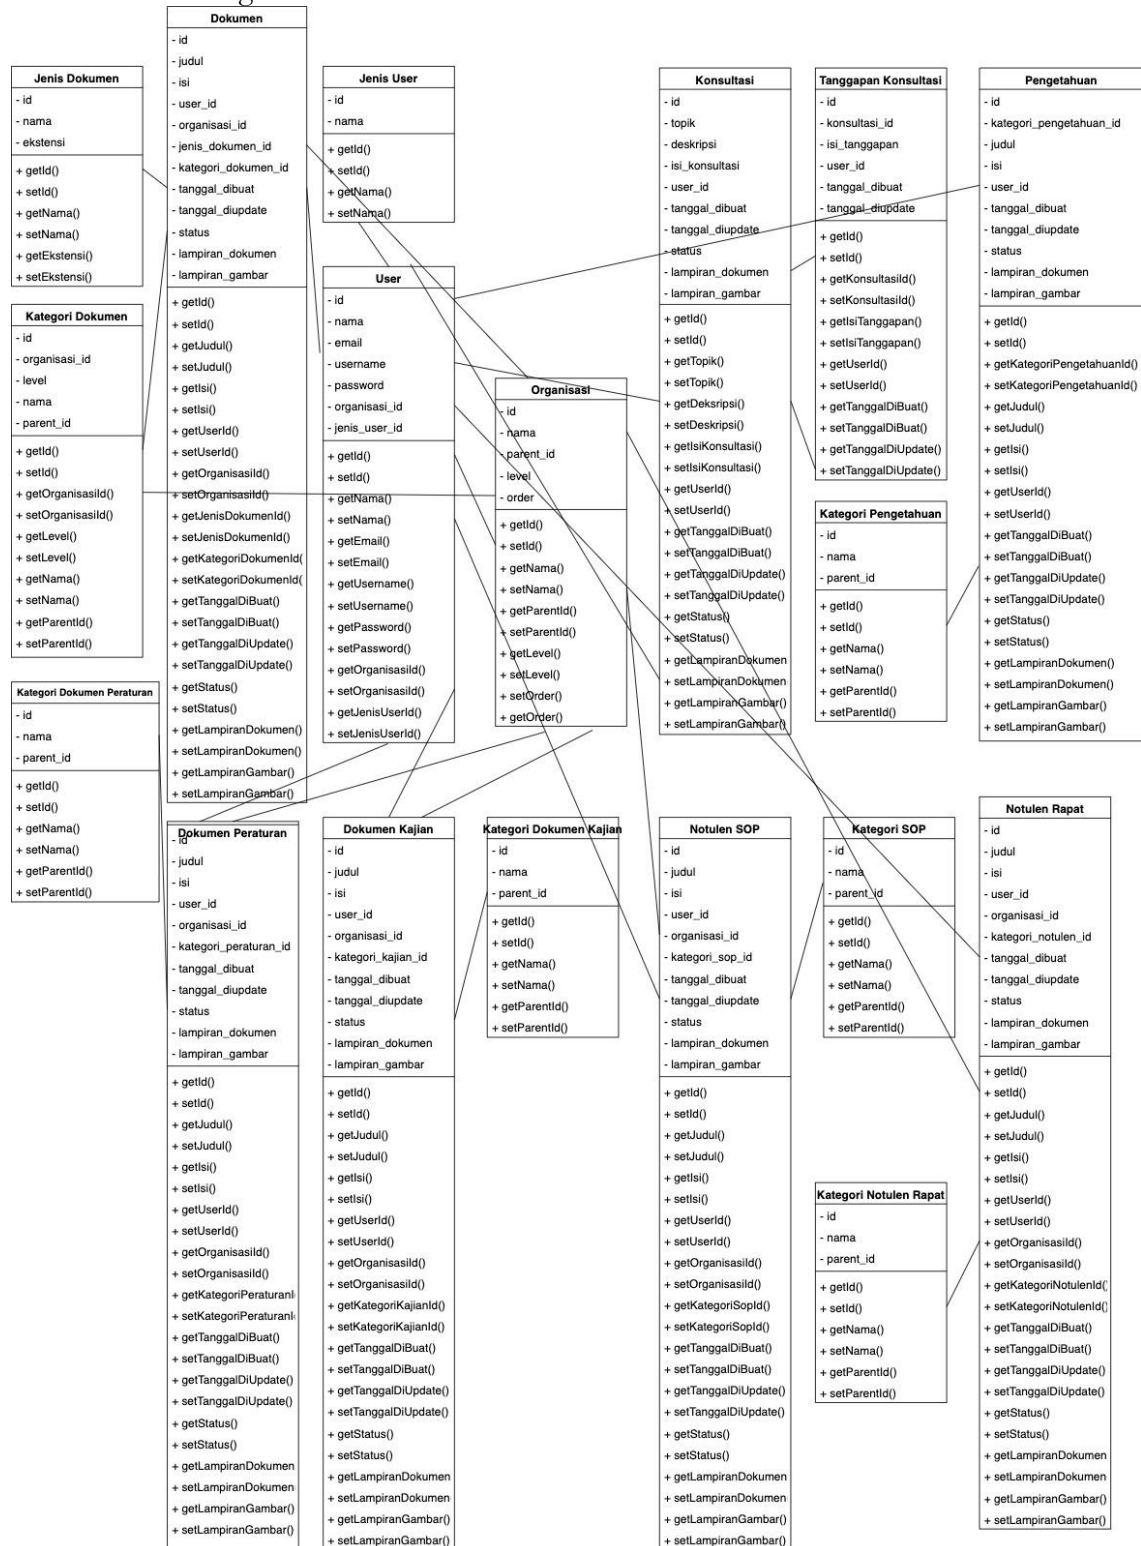 Dokumen
- id
- judul
- isi
- user_id
- organisasi_id
- jenis_dokumen_id
- kategori_dokumen_id
- tanggal_dibuat
- tanggal_diupdate
- status
- lampiran_dokumen
- lampiran_gambar
+ getId()
+ setId()
+ getJudul()
+ setJudul()
+ getIsi()
+ setIsi()
+ getUserId()
+ setUserId()
+ getOrganisasiId()
+ setOrganisasiId()
+ getJenisDokumenId()
+ setJenisDokumenId()
+ getKategoriDokumenId(
+ setKategoriDokumenId(
+ getTanggalDiBuat()
+ setTanggalDiBuat()
+ getTanggalDiUpdate()
+ setTanggalDiUpdate()
+ getStatus()
+ setStatus()
+ getLampiranDokumen()
+ setLampiranDokumen()
+ getLampiranGambar()
+ setLampiranGambar()
Jenis Dokumen
- id
- nama
- ekstensi
+ getId()
+ setId()
+ getNama()
+ setNama()
+ getEkstensi()
+ setEkstensi()
Kategori Dokumen
- id
- organisasi_id
- level
- nama
- parent_id
+ getId()
+ setId()
+ getOrganisasiId()
+ setOrganisasiId()
+ getLevel()
+ setLevel()
+ getNama()
+ setNama()
+ getParentId()
+ setParentId()
Kategori Dokumen Peraturan
- id
- nama
- parent_id
+ getId()
+ setId()
+ getNama()
+ setNama()
+ getParentId()
+ setParentId()
Jenis User
- id
- nama
+ getId()
+ setId()
+ getNama()
+ setNama()
User
- id
- nama
- email
- username
- password
- organisasi_id
- jenis_user_id
+ getId()
+ setId()
+ getNama()
+ setNama()
+ getEmail()
+ setEmail()
+ getUsername()
+ setUsername()
+ getPassword()
+ setPassword()
+ getOrganisasiId()
+ setOrganisasiId()
+ getJenisUserId()
+ setJenisUserId()
Organisasi
- id
- nama
- parent_id
- level
- order
+ getId()
+ setId()
+ getNama()
+ setNama()
+ getParentId()
+ setParentId()
+ getLevel()
+ setLevel()
+ setOrder()
+ getOrder()
Konsultasi
- id
- topik
- deskripsi
- isi_konsultasi
- user_id
- tanggal_dibuat
- tanggal_diupdate
- status
- lampiran_dokumen
- lampiran_gambar
+ getId()
+ setId()
+ getTopik()
+ setTopik()
+ getDeksripsi()
+ setDeskripsi()
+ getIsiKonsultasi()
+ setIsiKonsultasi()
+ getUserId()
+ setUserId()
+ getTanggalDiBuat()
+ setTanggalDiBuat()
+ getTanggalDiUpdate()
+ setTanggalDiUpdate()
+ getStatus()
+ setStatus()
+ getLampiranDokumen
+ setLampiranDokumen
+ getLampiranGambar()
+ setLampiranGambar()
Tanggapan Konsultasi
- id
- konsultasi_id
- isi_tanggapan
- user_id
- tanggal_dibuat
- tanggal_diupdate
+ getId()
+ setId()
+ getKonsultasiId()
+ setKonsultasiId()
+ getIsiTanggapan()
+ setIsiTanggapan()
+ getUserId()
+ setUserId()
+ getTanggalDiBuat()
+ setTanggalDiBuat()
+ getTanggalDiUpdate()
+ setTanggalDiUpdate()
Kategori Pengetahuan
- id
- nama
- parent_id
+ getId()
+ setId()
+ getNama()
+ setNama()
+ getParentId()
+ setParentId()
Pengetahuan
- id
- kategori_pengetahuan_id
- judul
- isi
- user_id
- tanggal_dibuat
- tanggal_diupdate
- status
- lampiran_dokumen
- lampiran_gambar
+ getId()
+ setId()
+ getKategoriPengetahuanId()
+ setKategoriPengetahuanId()
+ getJudul()
+ setJudul()
+ getIsi()
+ setIsi()
+ getUserId()
+ setUserId()
+ getTanggalDiBuat()
+ setTanggalDiBuat()
+ getTanggalDiUpdate()
+ setTanggalDiUpdate()
+ getStatus()
+ setStatus()
+ getLampiranDokumen()
+ setLampiranDokumen()
+ getLampiranGambar()
+ setLampiranGambar()
Dokumen Peraturan
- id
- judul
- isi
- user_id
- organisasi_id
- kategori_peraturan_id
- tanggal_dibuat
- tanggal_diupdate
- status
- lampiran_dokumen
- lampiran_gambar
+ getId()
+ setId()
+ getJudul()
+ setJudul()
+ getIsi()
+ setIsi()
+ getUserId()
+ setUserId()
+ getOrganisasiId()
+ setOrganisasiId()
+ getKategoriPeraturanI
+ setKategoriPeraturanI
+ getTanggalDiBuat()
+ setTanggalDiBuat()
+ getTanggalDiUpdate()
+ setTanggalDiUpdate()
+ getStatus()
+ setStatus()
+ getLampiranDokumen
+ setLampiranDokumen
+ getLampiranGambar()
+ setLampiranGambar()
Dokumen Kajian
- id
- judul
- isi
- user_id
- organisasi_id
- kategori_kajian_id
- tanggal_dibuat
- tanggal_diupdate
- status
- lampiran_dokumen
- lampiran_gambar
+ getId()
+ setId()
+ getJudul()
+ setJudul()
+ getIsi()
+ setIsi()
+ getUserId()
+ setUserId()
+ getOrganisasiId()
+ setOrganisasiId()
+ getKategoriKajianId()
+ setKategoriKajianId()
+ getTanggalDiBuat()
+ setTanggalDiBuat()
+ getTanggalDiUpdate()
+ setTanggalDiUpdate()
+ getStatus()
+ setStatus()
+ getLampiranDokumen
+ setLampiranDokumen
+ getLampiranGambar()
+ setLampiranGambar()
Kategori Dokumen Kajian
- id
- nama
- parent_id
+ getId()
+ setId()
+ getNama()
+ setNama()
+ getParentId()
+ setParentId()
Notulen SOP
- id
- judul
- isi
- user_id
- organisasi_id
- kategori_sop_id
- tanggal_dibuat
- tanggal_diupdate
- status
- lampiran_dokumen
- lampiran_gambar
+ getId()
+ setId()
+ getJudul()
+ setJudul()
+ getIsi()
+ setIsi()
+ getUserId()
+ setUserId()
+ getOrganisasiId()
+ setOrganisasiId()
+ getKategoriSopId()
+ setKategoriSopId()
+ getTanggalDiBuat()
+ setTanggalDiBuat()
+ getTanggalDiUpdate()
+ setTanggalDiUpdate()
+ getStatus()
+ setStatus()
+ getLampiranDokumen
+ setLampiranDokumen
+ getLampiranGambar()
+ setLampiranGambar()
Kategori SOP
- id
- nama
- parent_id
+ getId()
+ setId()
+ getNama()
+ setNama()
+ getParentId()
+ setParentId()
Kategori Notulen Rapat
- id
- nama
- parent_id
+ getId()
+ setId()
+ getNama()
+ setNama()
+ getParentId()
+ setParentId()
Notulen Rapat
- id
- judul
- isi
- user_id
- organisasi_id
- kategori_notulen_id
- tanggal_dibuat
- tanggal_diupdate
- status
- lampiran_dokumen
- lampiran_gambar
+ getId()
+ setId()
+ getJudul()
+ setJudul()
+ getIsi()
+ setIsi()
+ getUserId()
+ setUserId()
+ getOrganisasiId()
+ setOrganisasiId()
+ getKategoriNotulenId(
+ setKategoriNotulenId(
+ getTanggalDiBuat()
+ setTanggalDiBuat()
+ getTanggalDiUpdate()
+ setTanggalDiUpdate()
+ getStatus()
+ setStatus()
+ getLampiranDokumen
+ setLampiranDokumen
+ getLampiranGambar()
+ setLampiranGambar()